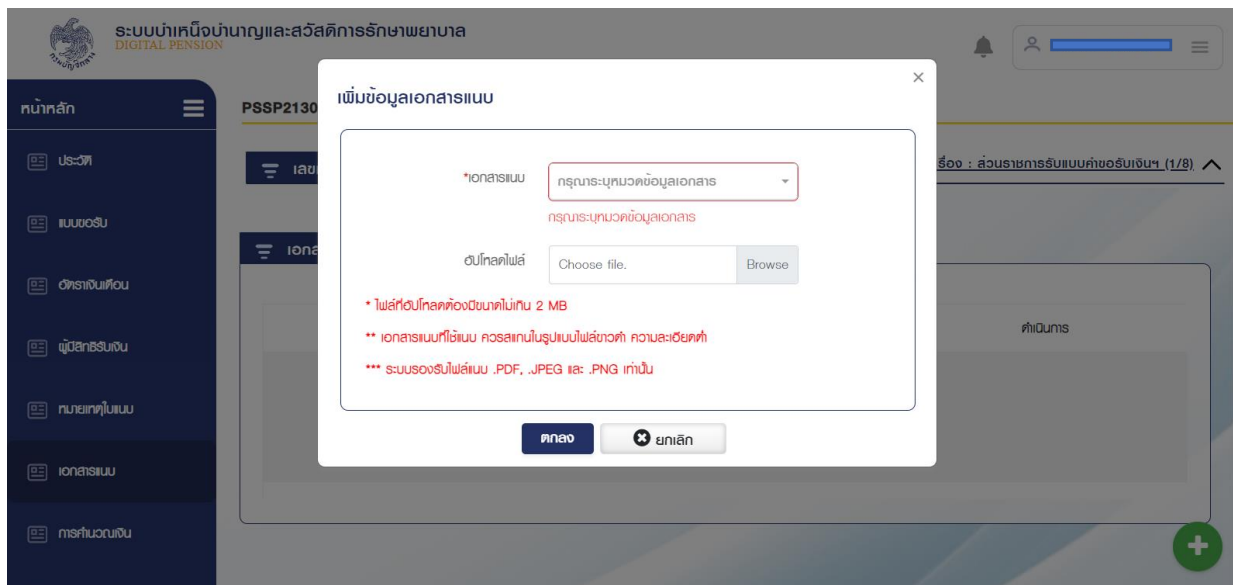 ระบบบำเหน็จบำนาญและสวัสดิการรักษาพยาบาล
DIGITAL PENSION
กรมบัญชีกลาง
หน้าหลัก
ประวัติ
แบบขอรับ
อัตราเงินเดือน
ผู้มีสิทธิรับเงิน
หมายเหตุใบแนบ
เอกสารแนบ
การคำนวณเงิน
PSSP2130
เลข
รื่อง : ส่วนราชการรับแบบคำขอรับเงินฯ (1/8)
เอกส
ดำเนินการ
เพิ่มข้อมูลเอกสารแนบ
*เอกสารแนบ
กรุณาระบุหมวดข้อมูลเอกสาร
กรุณาระบุหมวดข้อมูลเอกสาร
อัปโหลดไฟล์
Choose file.
Browse
* ไฟล์ที่อัปโหลดต้องมีขนาดไม่เกิน 2 MB
** เอกสารแนบที่ใช้แนบ ควรสแกนในรูปแบบไฟล์ขาวดำ ความละเอียดต่ำ
*** ระบบรองรับไฟล์แนบ .PDF, .JPEG และ .PNG เท่านั้น
ตกลง
ยกเลิก